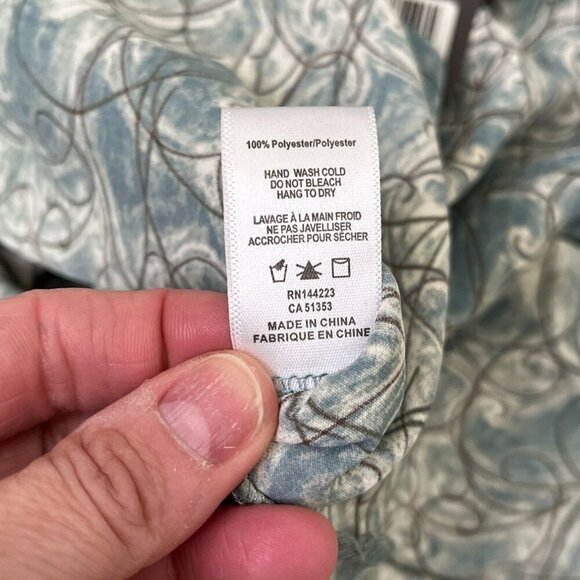 100% Polyester/Polyester
HAND WASH COLD
DO NOT BLEACH
HANG TO DRY
LAVAGE À LA MAIN FROID
NE PAS JAVELLISER
ACCROCHER POUR SÉCHER
RN144223
CA 51353
MADE IN CHINA
FABRIQUE EN CHINE